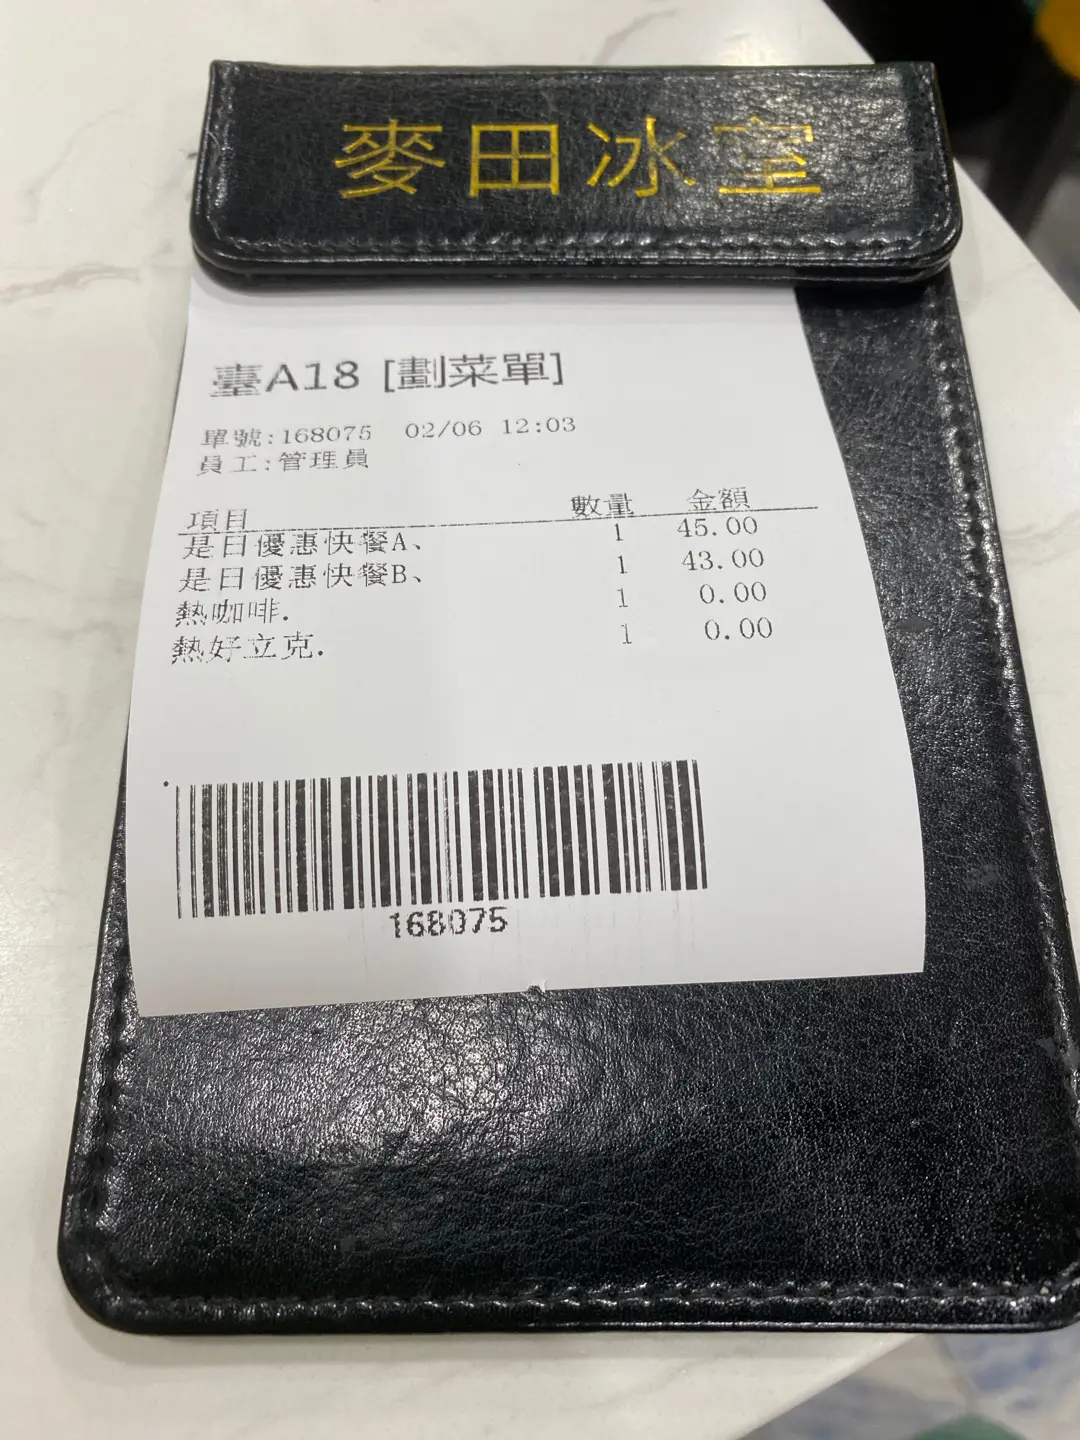 麥田冰室
臺A18 [劃菜單]
單號:168075 02/06 12:03
員工:管理員
項目 數量 金額
是日優惠快餐A、 1 45.00
是日優惠快餐B、 1 43.00
熱咖啡. 1 0.00
熱好立克. 1 0.00
168075